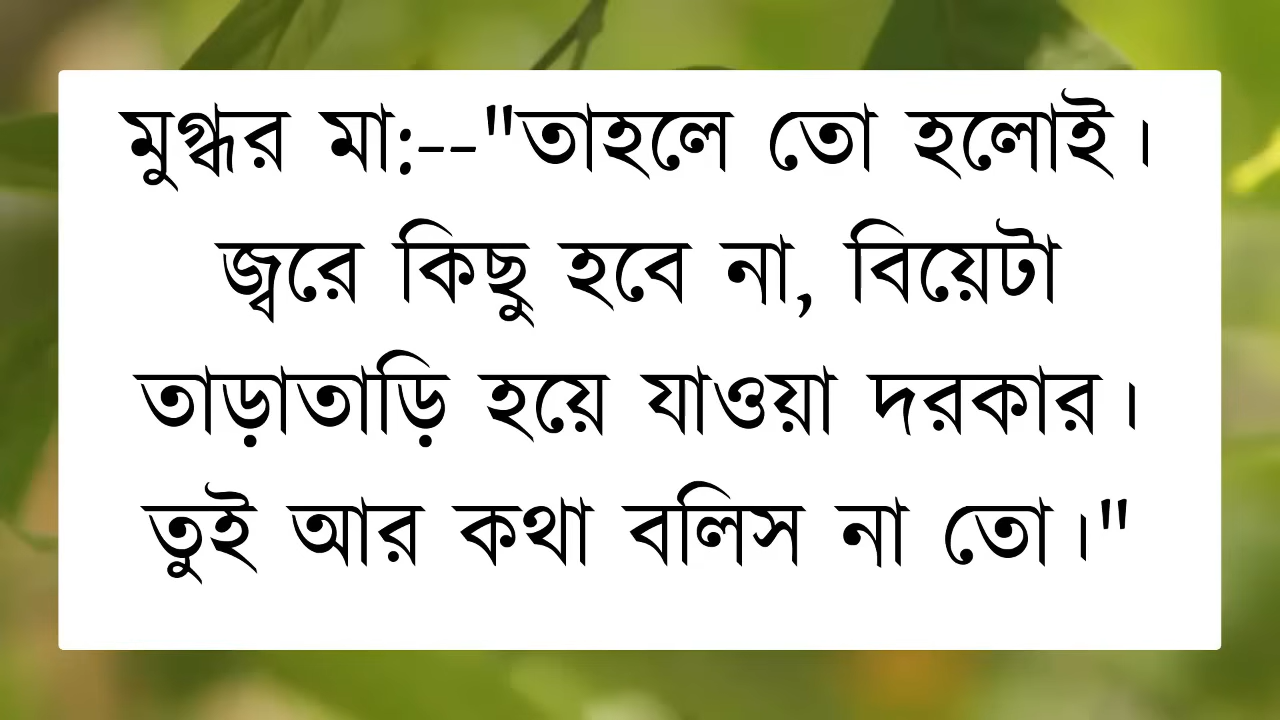 মুগ্ধর মা:--"তাহলে তো হলোই।
জ্বরে কিছু হবে না, বিয়েটা
তাড়াতাড়ি হয়ে যাওয়া দরকার।
তুই আর কথা বলিস না তো।"